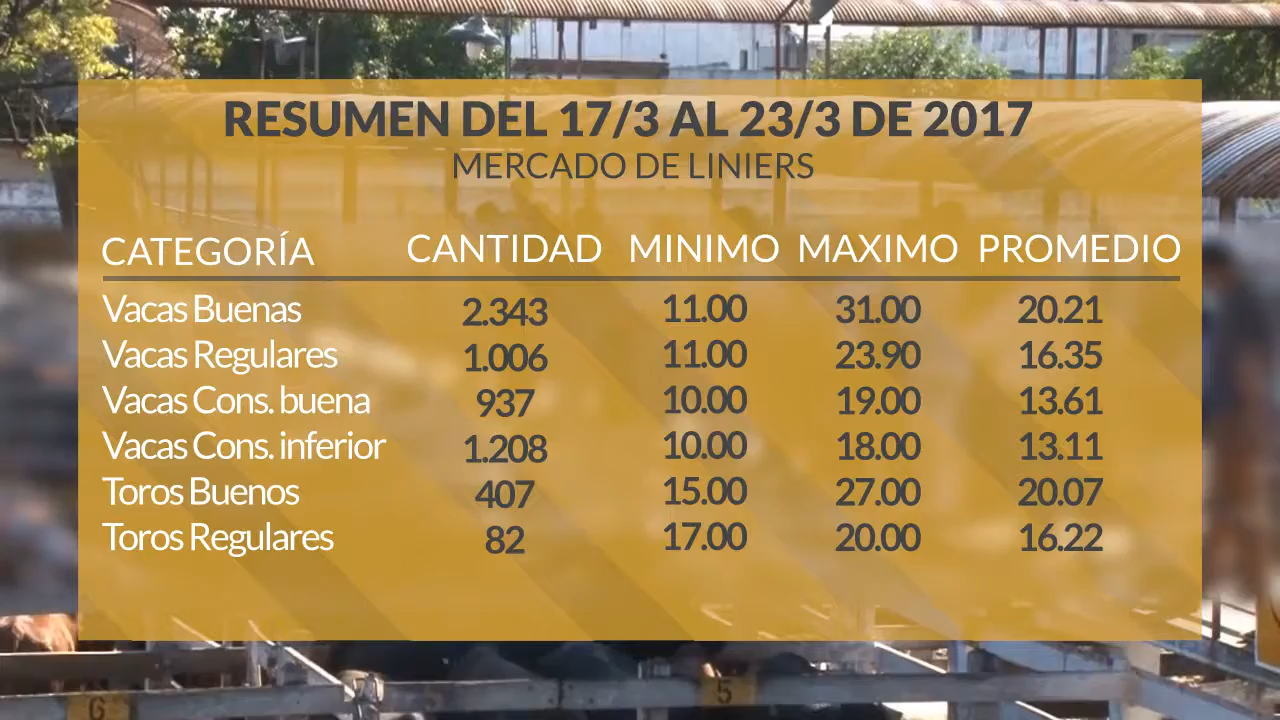 RESUMEN DEL 17/3 AL 23/3 DE 2017
MERCADO DE LINIERS
CATEGORÍA CANTIDAD MINIMO MAXIMO PROMEDIO
Vacas Buenas 2.343 11.00 31.00 20.21
Vacas Regulares 1.006 11.00 23.90 16.35
Vacas Cons. buena 937 10.00 19.00 13.61
Vacas Cons. inferior 1.208 10.00 18.00 13.11
Toros Buenos 407 15.00 27.00 20.07
Toros Regulares 82 17.00 20.00 16.22
G
5